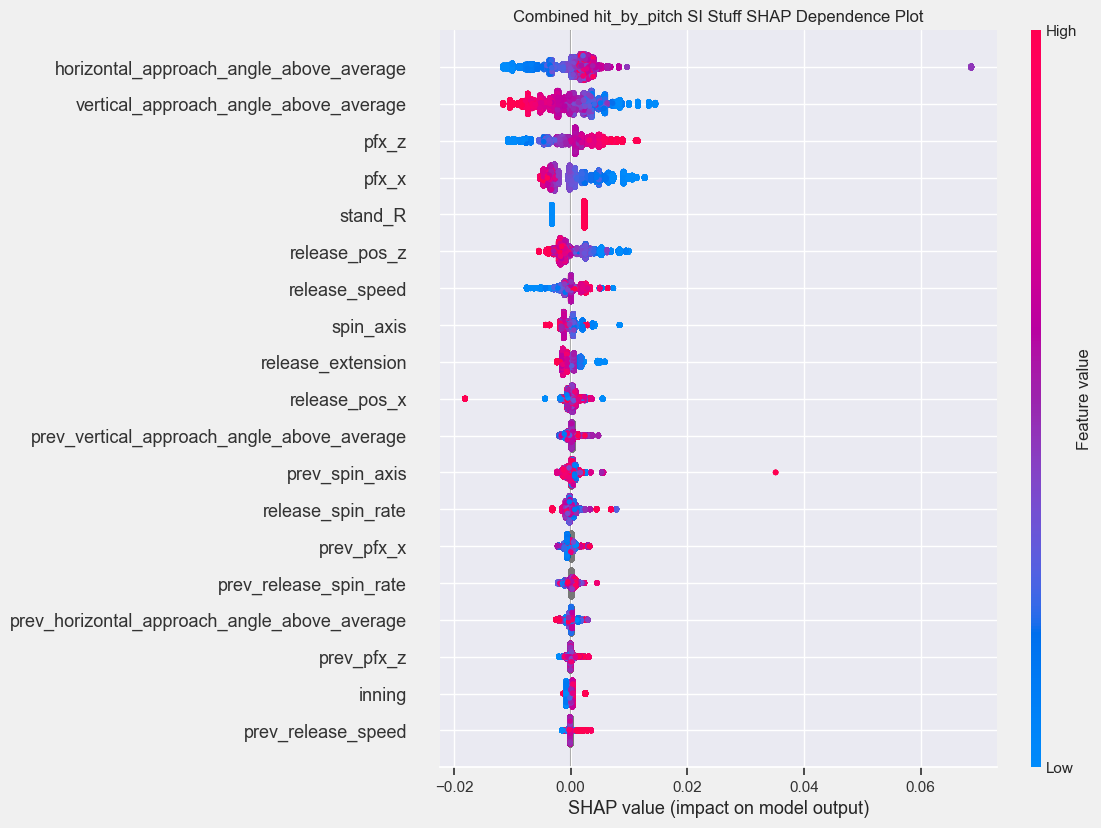 Combined hit_by_pitch SI Stuff SHAP Dependence Plot
High
horizontal_approach_angle_above_average
vertical_approach_angle_above_average
pfx_z
pfx_x
stand_R
release_pos_z
release_speed
spin_axis
release_extension
release_pos_x
prev_vertical_approach_angle_above_average
prev_spin_axis
release_spin_rate
prev_pfx_x
prev_release_spin_rate
prev_horizontal_approach_angle_above_average
prev_pfx_z
inning
prev_release_speed
Feature value
Low
−0.02 0.00 0.02 0.04 0.06
SHAP value (impact on model output)